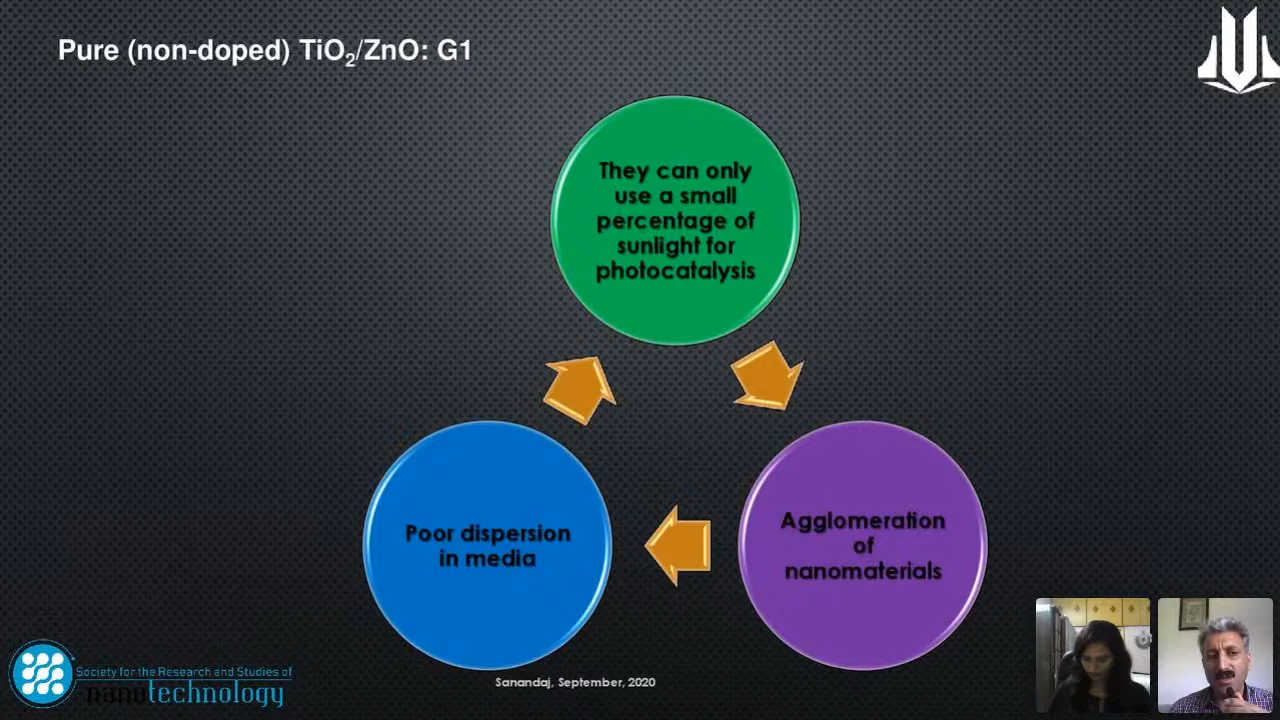 Pure (non-doped) TiO₂/ZnO: G1
They can only
use a small
percentage of
sunlight for
photocatalysis
Poor dispersion
in media
Agglomeration
of
nanomaterials
Society for the Research and Studies of
nanotechnology
Sanandaj, September, 2020